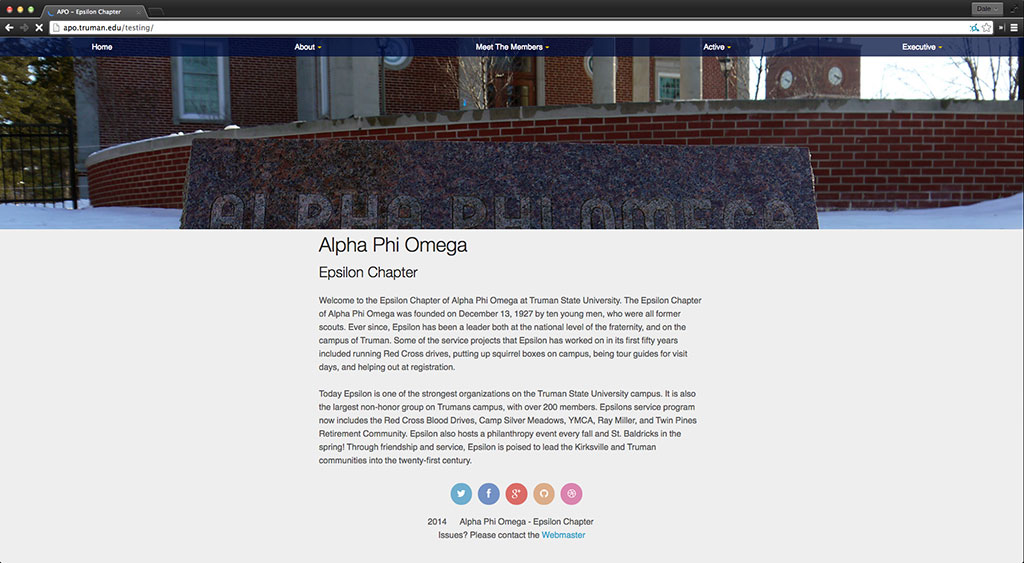 Dale
APO - Epsilon Chapter
apo.truman.edu/testing/
Home
About
Meet The Members
Active
Executive
ALPHA PHI OMEGA
Alpha Phi Omega
Epsilon Chapter
Welcome to the Epsilon Chapter of Alpha Phi Omega at Truman State University. The Epsilon Chapter
of Alpha Phi Omega was founded on December 13, 1927 by ten young men, who were all former
scouts. Ever since, Epsilon has been a leader both at the national level of the fraternity, and on the
campus of Truman. Some of the service projects that Epsilon has worked on in its first fifty years
included running Red Cross drives, putting up squirrel boxes on campus, being tour guides for visit
days, and helping out at registration.
Today Epsilon is one of the strongest organizations on the Truman State University campus. It is also
the largest non-honor group on Trumans campus, with over 200 members. Epsilons service program
now includes the Red Cross Blood Drives, Camp Silver Meadows, YMCA, Ray Miller, and Twin Pines
Retirement Community. Epsilon also hosts a philanthropy event every fall and St. Baldricks in the
spring! Through friendship and service, Epsilon is poised to lead the Kirksville and Truman
communities into the twenty-first century.
2014 Alpha Phi Omega - Epsilon Chapter
Issues? Please contact the Webmaster